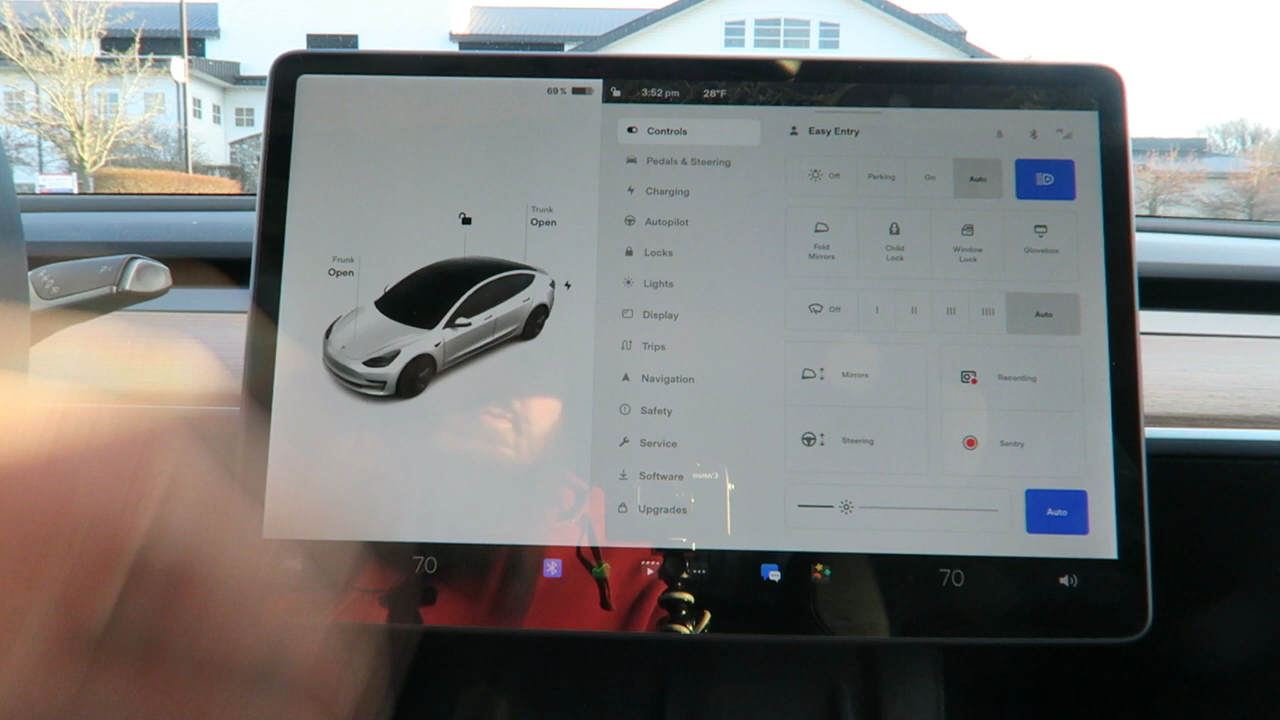 69%
3:52 pm 28°F
Controls
Pedals & Steering
Charging
Autopilot
Locks
Lights
Display
Trips
Navigation
Safety
Service
Software
Upgrades
Trunk
Open
Frunk
Open
Easy Entry
Off Parking On Auto
Fold
Mirrors
Child
Lock
Window
Lock
Glovebox
Off I II III IIII Auto
Mirrors
Recording
Steering
Sentry
Auto
Canon
70
70